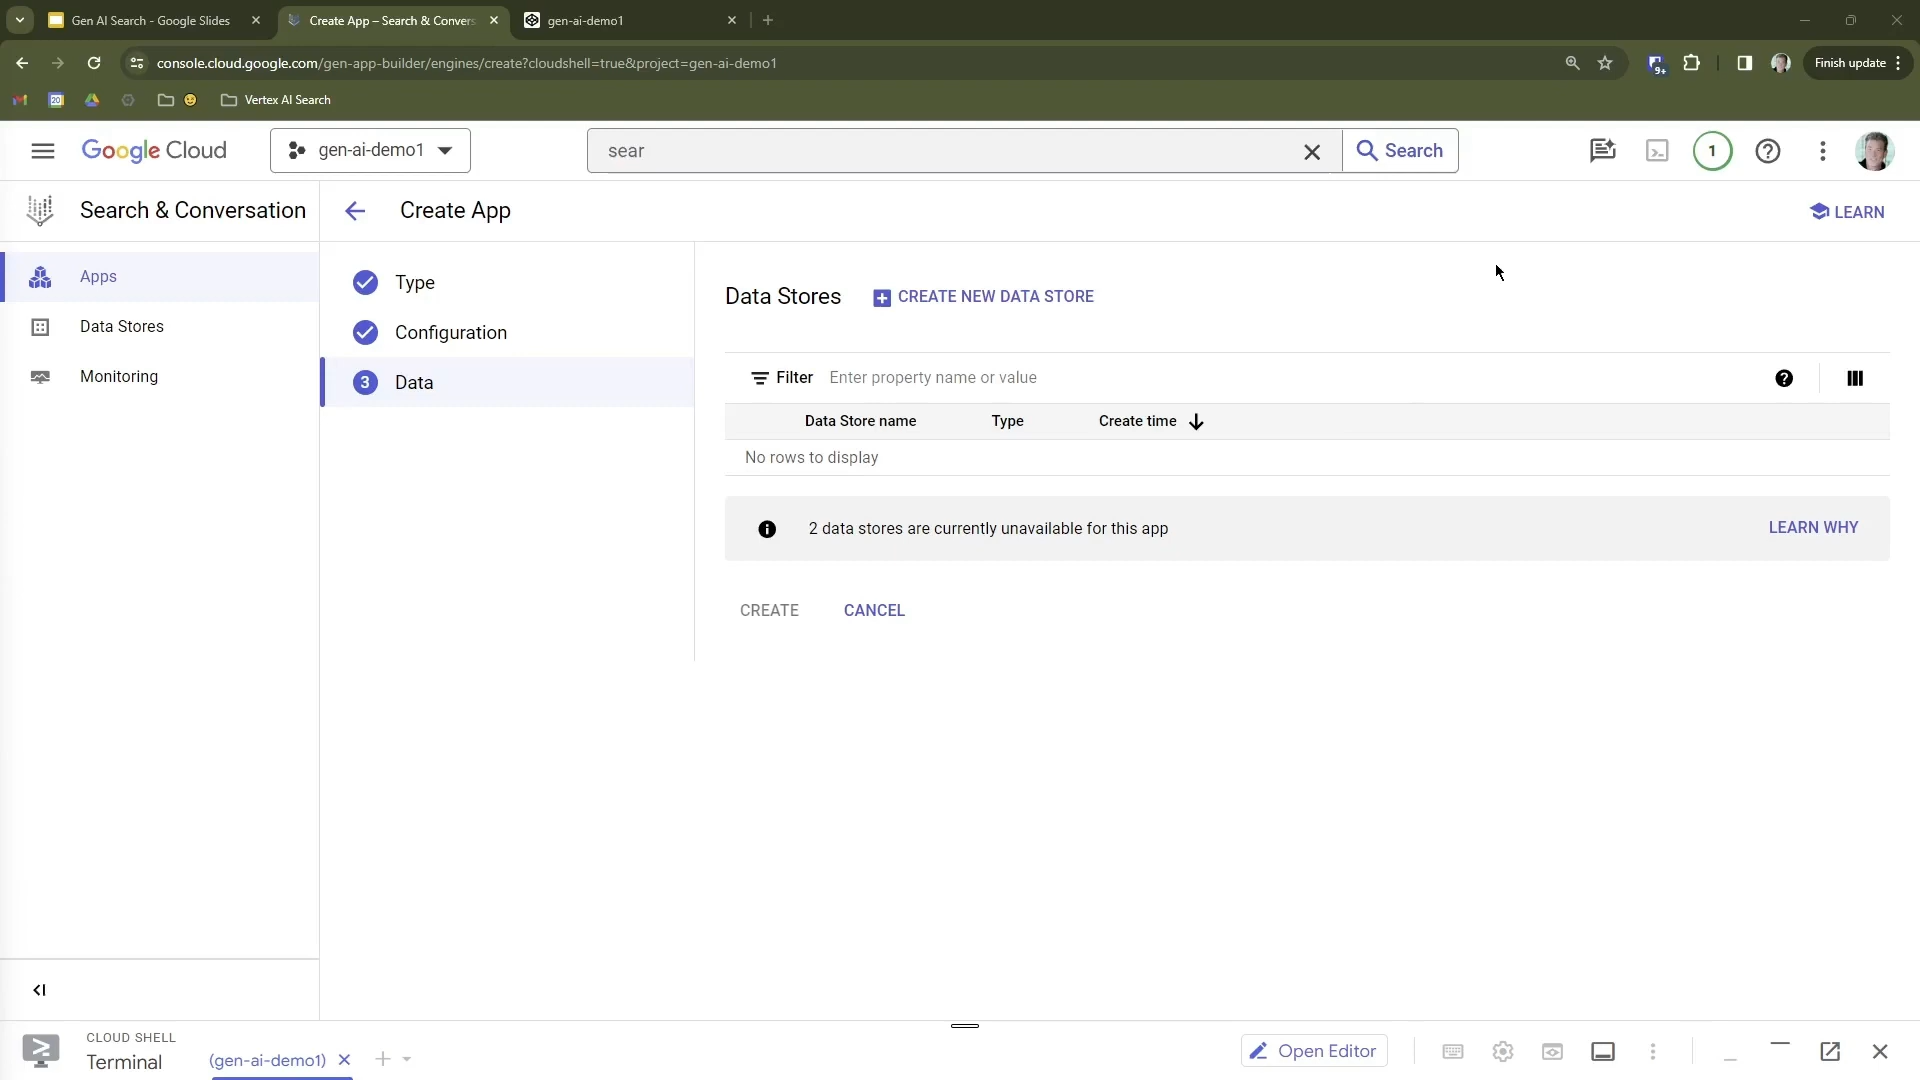 Gen AI Search - Google Slides
Create App – Search & Convers
gen-ai-demo1
console.cloud.google.com/gen-app-builder/engines/create?cloudshell=true&project=gen-ai-demo1
9+
Finish update
20
Vertex AI Search
Google Cloud
gen-ai-demo1
sear
Search
1
Search & Conversation
Create App
LEARN
Apps
Data Stores
Monitoring
Type
Configuration
3
Data
Data Stores
CREATE NEW DATA STORE
Filter
Enter property name or value
Data Store name
Type
Create time
No rows to display
2 data stores are currently unavailable for this app
LEARN WHY
CREATE
CANCEL
CLOUD SHELL
Terminal
(gen-ai-demo1)
Open Editor